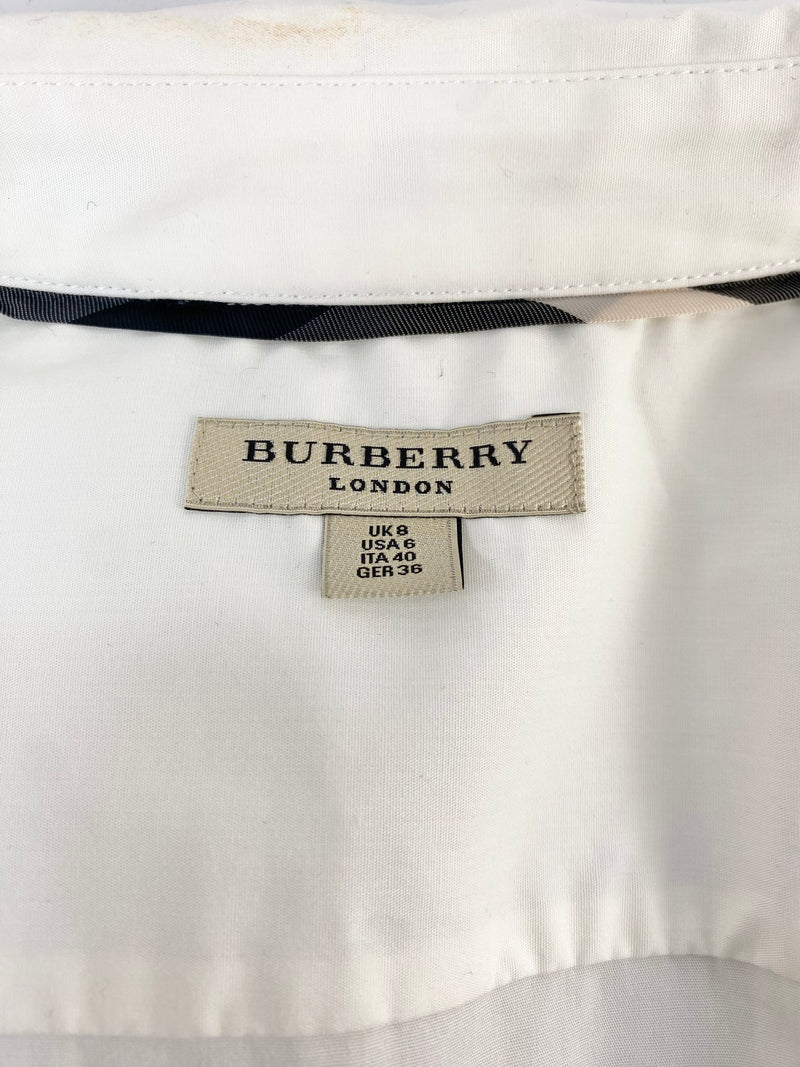 BURBERRY
LONDON
UK 8
USA 6
ITA 40
GER 36